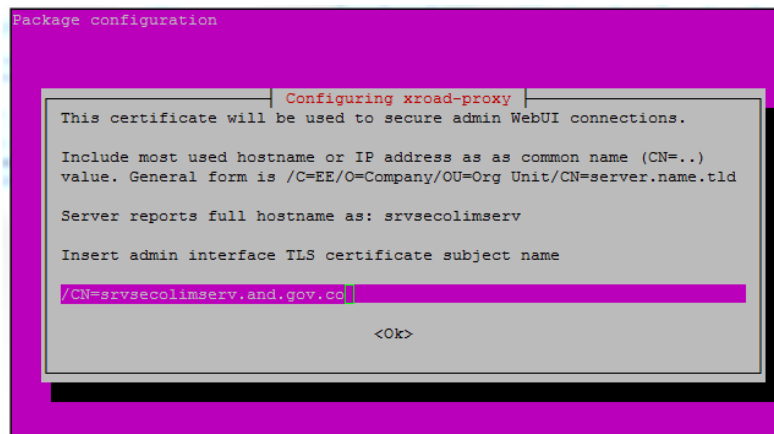 Package configuration
Configuring xroad-proxy
This certificate will be used to secure admin WebUI connections.
Include most used hostname or IP address as as common name (CN=..)
value. General form is /C=EE/O=Company/OU=Org Unit/CN=server.name.tld
Server reports full hostname as: srvsecolimserv
Insert admin interface TLS certificate subject name
/CN=srvsecolimserv.and.gov.co
<Ok>